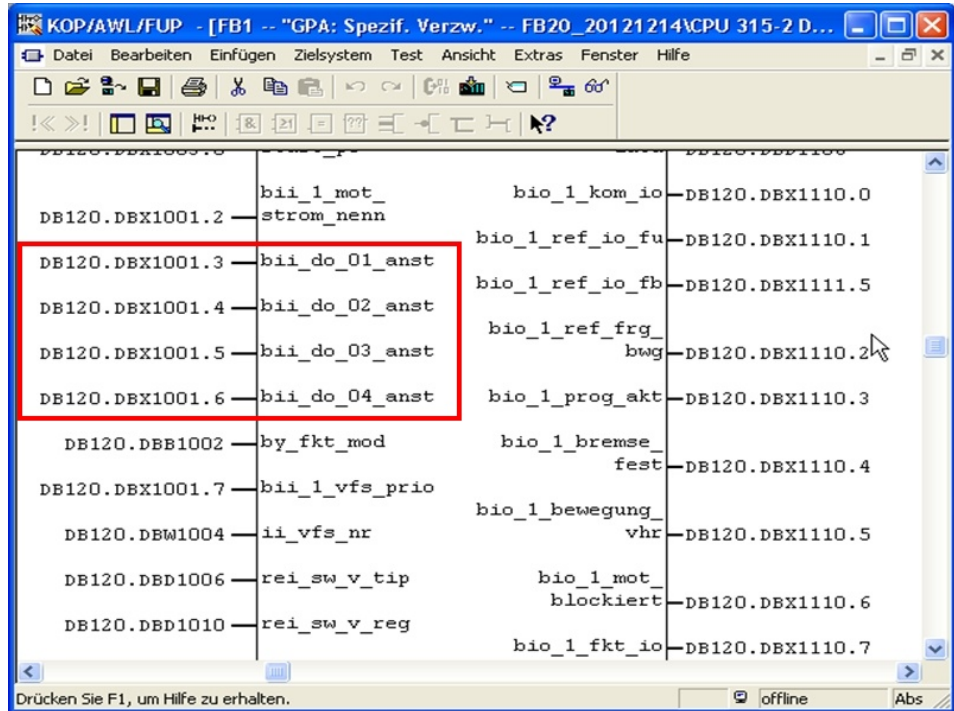 KOP/AWL/FUP - [FB1 -- "GPA: Spezif. Verzw." -- FB20_20121214\CPU 315-2 D...
Datei Bearbeiten Einfügen Zielsystem Test Ansicht Extras Fenster Hilfe
DB120.DBX1001.2
bii_1_mot_
strom_nenn
DB120.DBX1001.3 bii_do_01_anst
DB120.DBX1001.4 bii_do_02_anst
DB120.DBX1001.5 bii_do_03_anst
DB120.DBX1001.6 bii_do_04_anst
DB120.DBB1002 by_fkt_mod
DB120.DBX1001.7 bii_1_vfs_prio
DB120.DBW1004 ii_vfs_nr
DB120.DBD1006 rei_sw_v_tip
DB120.DBD1010 rei_sw_v_reg
bio_1_kom_io DB120.DBX1110.0
bio_1_ref_io_fu DB120.DBX1110.1
bio_1_ref_io_fb DB120.DBX1111.5
bio_1_ref_frg_
bwg DB120.DBX1110.2
bio_1_prog_akt DB120.DBX1110.3
bio_1_bremse_
fest DB120.DBX1110.4
bio_1_bewegung_
vhr DB120.DBX1110.5
bio_1_mot_
blockiert DB120.DBX1110.6
bio_1_fkt_io DB120.DBX1110.7
Drücken Sie F1, um Hilfe zu erhalten.
offline
Abs